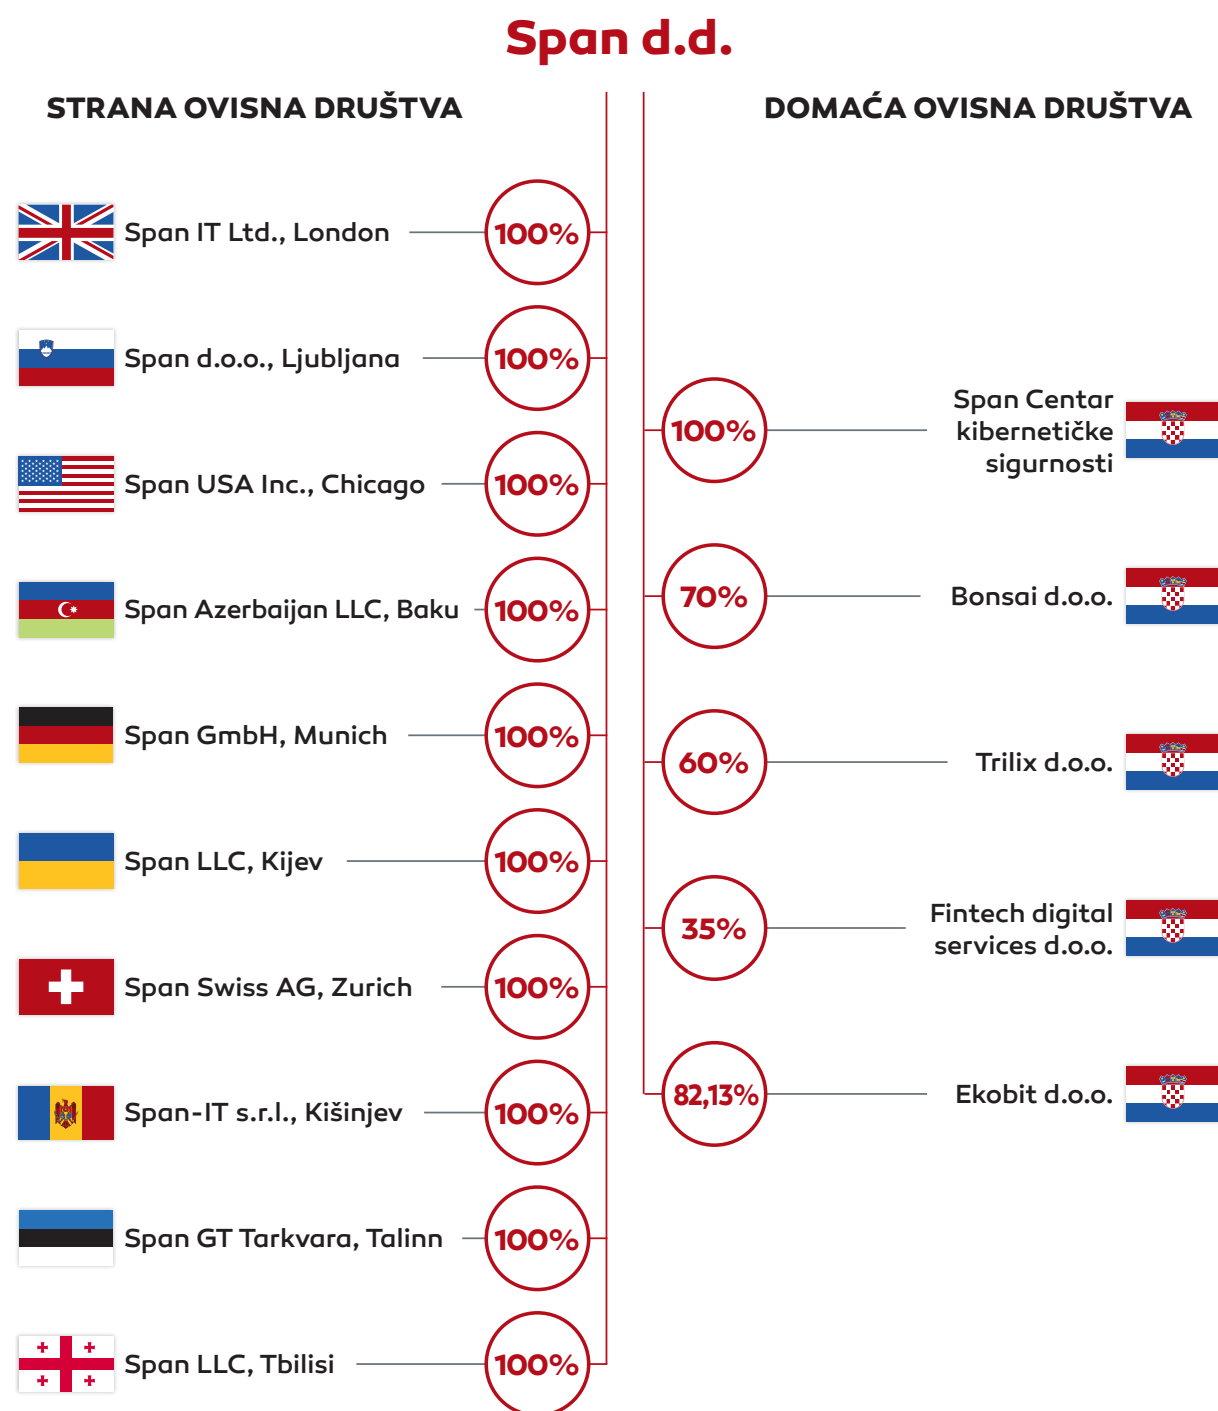 Span d.d.
STRANA OVISNA DRUŠTVA
Span IT Ltd., London
100%
Span d.o.o., Ljubljana
100%
Span USA Inc., Chicago
100%
Span Azerbaijan LLC, Baku
100%
Span GmbH, Munich
100%
Span LLC, Kijev
100%
Span Swiss AG, Zurich
100%
Span-IT s.r.l., Kišinjev
100%
Span GT Tarkvara, Talinn
100%
Span LLC, Tbilisi
100%
DOMAĆA OVISNA DRUŠTVA
100%
Span Centar
kibernetičke
sigurnosti
70%
Bonsai d.o.o.
60%
Trilix d.o.o.
35%
Fintech digital
services d.o.o.
82,13%
Ekobit d.o.o.